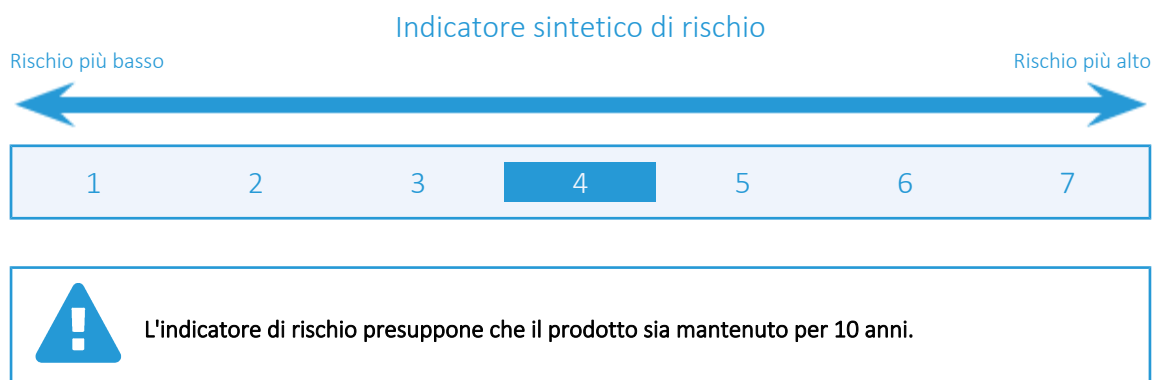 Indicatore sintetico di rischio
Rischio più basso Rischio più alto
1 2 3 4 5 6 7
L'indicatore di rischio presuppone che il prodotto sia mantenuto per 10 anni.